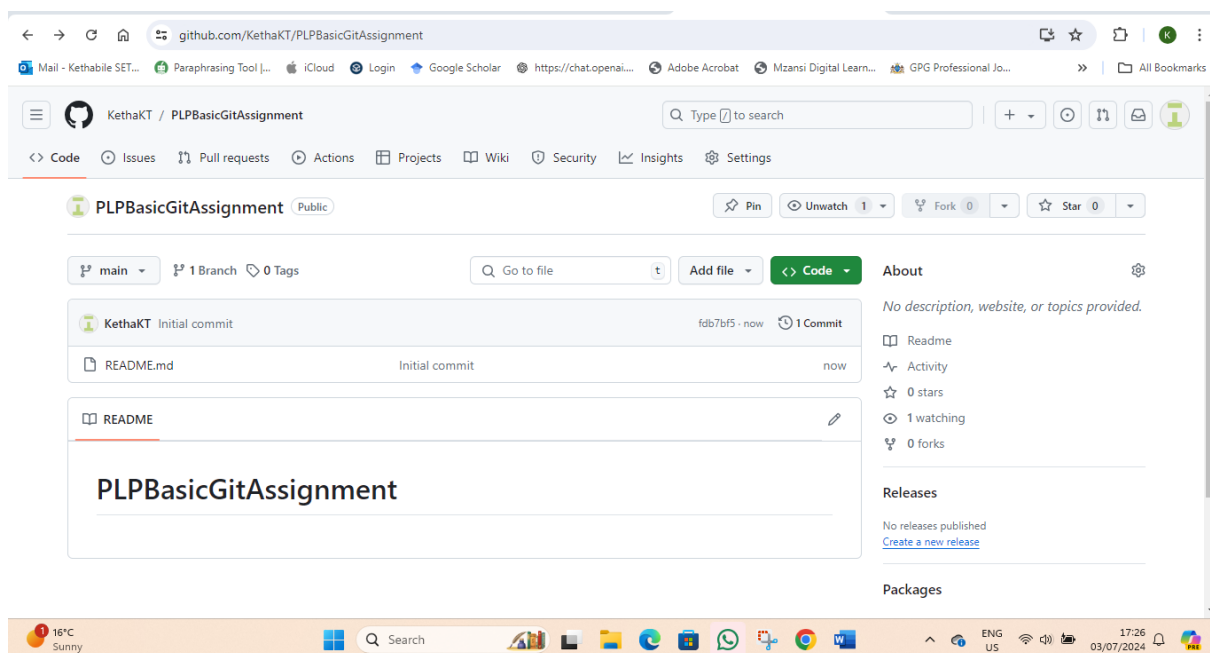 github.com/KethaKT/PLPBasicGitAssignment
K
Mail - Kethabile SET... Paraphrasing Tool |... iCloud Login Google Scholar https://chat.openai.... Adobe Acrobat Mzansi Digital Learn... GPG Professional Jo... » All Bookmarks
KethaKT / PLPBasicGitAssignment Type / to search
<> Code Issues Pull requests Actions Projects Wiki Security Insights Settings
PLPBasicGitAssignment Public Pin Unwatch 1 Fork 0 Star 0
main 1 Branch 0 Tags Go to file t Add file <> Code
About
No description, website, or topics provided.
KethaKT Initial commit fdb7bf5 · now 1 Commit
README.md Initial commit now
Readme
Activity
0 stars
1 watching
0 forks
README
PLPBasicGitAssignment
Releases
No releases published
Create a new release
Packages
1 16°C
Sunny
Search
ENG
US
17:26
03/07/2024
PRE